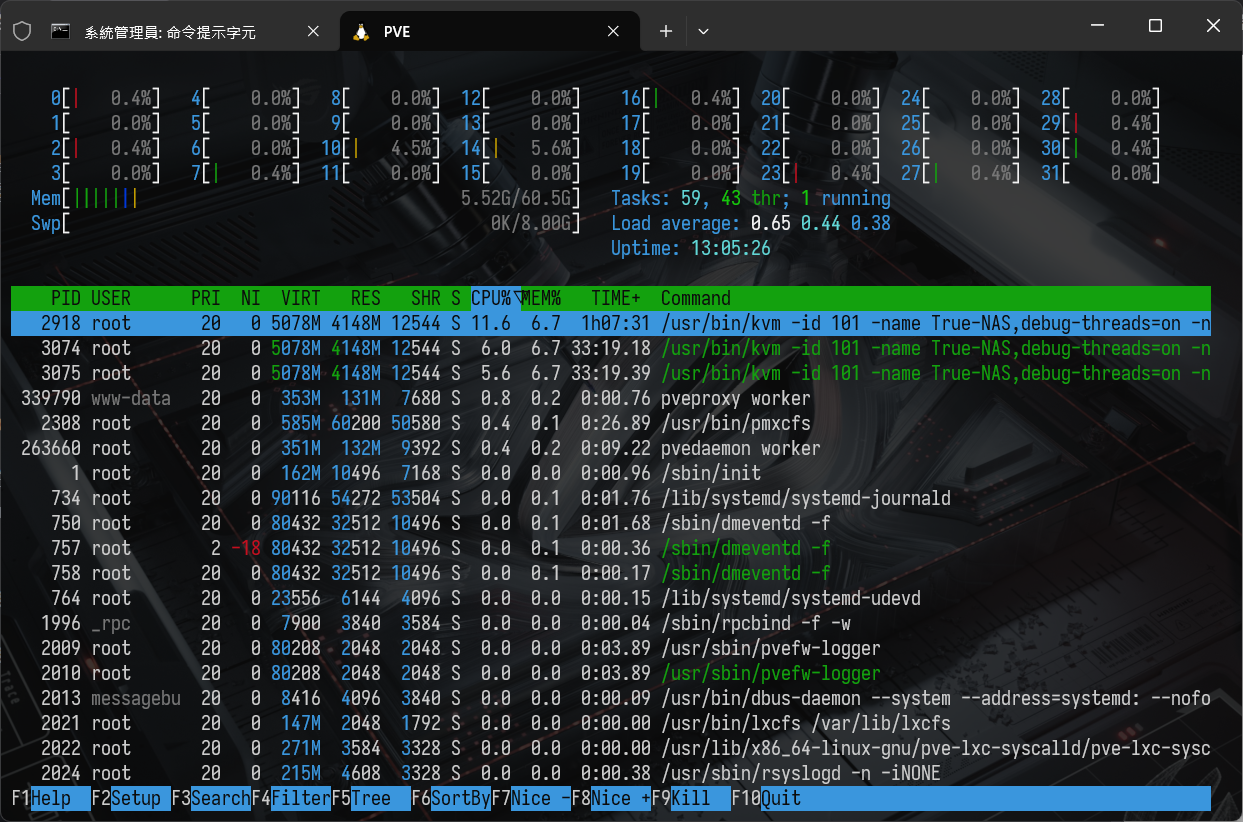 系統管理員: 命令提示字元 PVE
0[| 0.4%] 4[ 0.0%] 8[ 0.0%] 12[ 0.0%] 16[| 0.4%] 20[ 0.0%] 24[ 0.0%] 28[ 0.0%]
1[ 0.0%] 5[ 0.0%] 9[ 0.0%] 13[ 0.0%] 17[ 0.0%] 21[ 0.0%] 25[ 0.0%] 29[| 0.4%]
2[| 0.4%] 6[ 0.0%] 10[| 4.5%] 14[| 5.6%] 18[ 0.0%] 22[ 0.0%] 26[ 0.0%] 30[| 0.4%]
3[ 0.0%] 7[| 0.4%] 11[ 0.0%] 15[ 0.0%] 19[ 0.0%] 23[| 0.4%] 27[| 0.4%] 31[ 0.0%]
Mem[||||||| 5.52G/60.5G] Tasks: 59, 43 thr; 1 running
Swp[ 0K/8.00G] Load average: 0.65 0.44 0.38
Uptime: 13:05:26
PID USER PRI NI VIRT RES SHR S CPU%▽MEM% TIME+ Command
2918 root 20 0 5078M 4148M 12544 S 11.6 6.7 1h07:31 /usr/bin/kvm -id 101 -name True-NAS,debug-threads=on -n
3074 root 20 0 5078M 4148M 12544 S 6.0 6.7 33:19.18 /usr/bin/kvm -id 101 -name True-NAS,debug-threads=on -n
3075 root 20 0 5078M 4148M 12544 S 5.6 6.7 33:19.39 /usr/bin/kvm -id 101 -name True-NAS,debug-threads=on -n
339790 www-data 20 0 353M 131M 7680 S 0.8 0.2 0:00.76 pveproxy worker
2308 root 20 0 585M 60200 50580 S 0.4 0.1 0:26.89 /usr/bin/pmxcfs
263660 root 20 0 351M 132M 9392 S 0.4 0.2 0:09.22 pvedaemon worker
1 root 20 0 162M 10496 7168 S 0.0 0.0 0:00.96 /sbin/init
734 root 20 0 90116 54272 53504 S 0.0 0.1 0:01.76 /lib/systemd/systemd-journald
750 root 20 0 80432 32512 10496 S 0.0 0.1 0:01.68 /sbin/dmeventd -f
757 root 2 -18 80432 32512 10496 S 0.0 0.1 0:00.36 /sbin/dmeventd -f
758 root 20 0 80432 32512 10496 S 0.0 0.1 0:00.17 /sbin/dmeventd -f
764 root 20 0 23556 6144 4096 S 0.0 0.0 0:00.15 /lib/systemd/systemd-udevd
1996 _rpc 20 0 7900 3840 3584 S 0.0 0.0 0:00.04 /sbin/rpcbind -f -w
2009 root 20 0 80208 2048 2048 S 0.0 0.0 0:03.89 /usr/sbin/pvefw-logger
2010 root 20 0 80208 2048 2048 S 0.0 0.0 0:03.89 /usr/sbin/pvefw-logger
2013 messagebu 20 0 8416 4096 3840 S 0.0 0.0 0:00.09 /usr/bin/dbus-daemon --system --address=systemd: --nofo
2021 root 20 0 147M 2048 1792 S 0.0 0.0 0:00.00 /usr/bin/lxcfs /var/lib/lxcfs
2022 root 20 0 271M 3584 3328 S 0.0 0.0 0:00.00 /usr/lib/x86_64-linux-gnu/pve-lxc-syscalld/pve-lxc-sysc
2024 root 20 0 215M 4608 3328 S 0.0 0.0 0:00.38 /usr/sbin/rsyslogd -n -iNONE
F1Help F2Setup F3SearchF4FilterF5Tree F6SortByF7Nice -F8Nice +F9Kill F10Quit